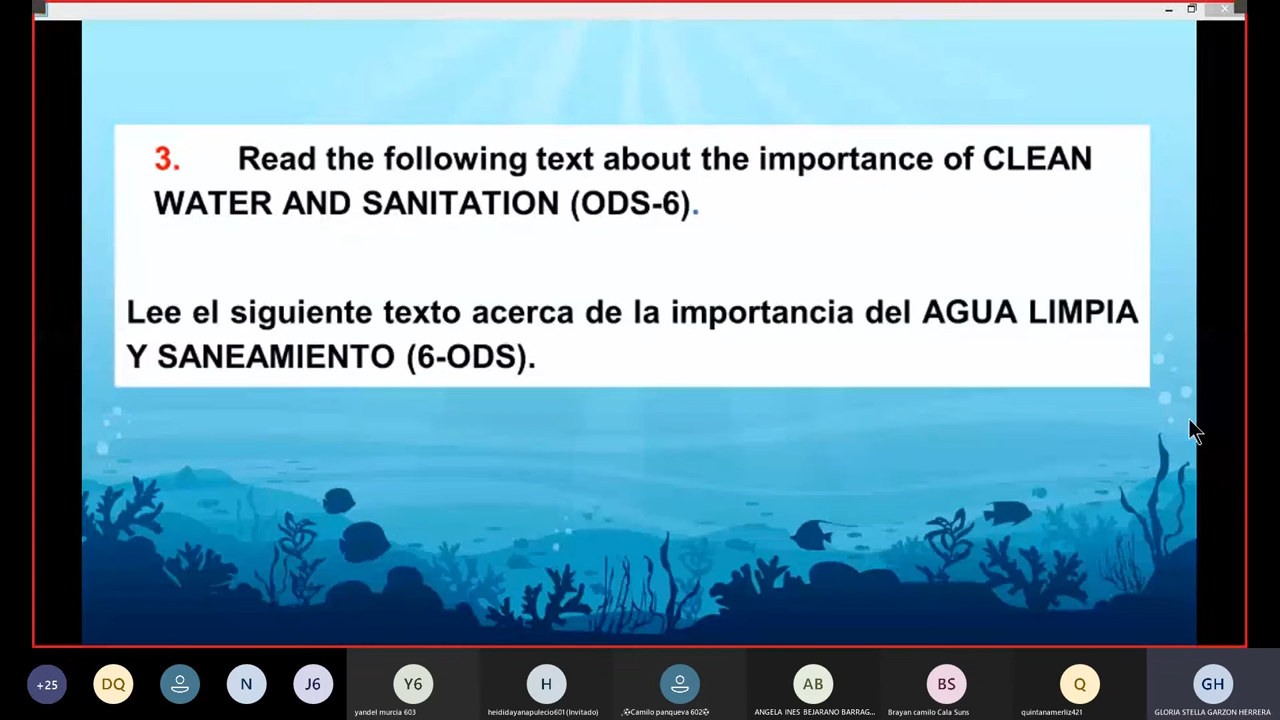 3. Read the following text about the importance of CLEAN
WATER AND SANITATION (ODS-6).
Lee el siguiente texto acerca de la importancia del AGUA LIMPIA
Y SANEAMIENTO (6-ODS).
+25
DQ
N
J6
Y6
H
AB
BS
Q
GH
yandel murcia 603
heididayanapulecio601(Invitado)
Camilo panqueva 602
ANGELA INES BEJARANO BARRAG...
Brayan camilo Cala Suns
quintanamerliz421
GLORIA STELLA GARZON HERRERA